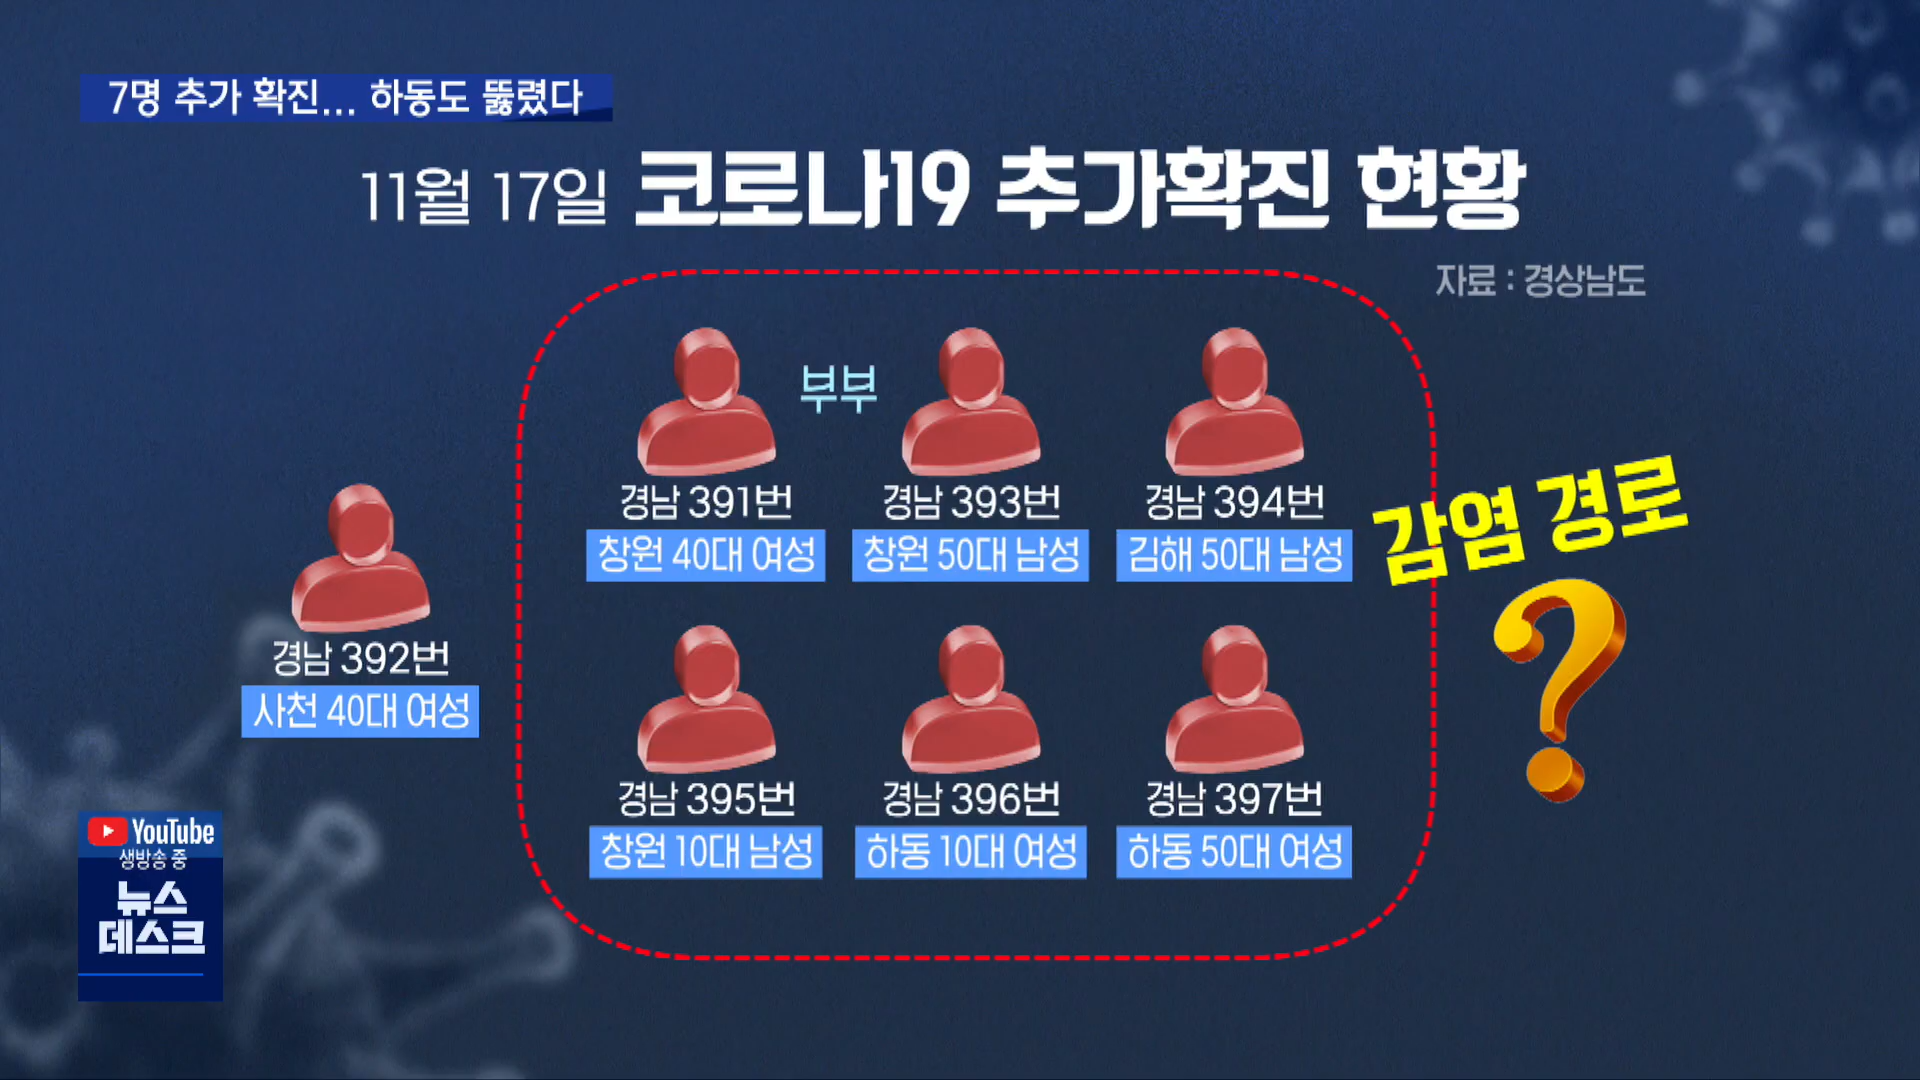 7명 추가 확진... 하동도 뚫렸다
11월 17일 코로나19 추가확진 현황
자료 : 경상남도
부부
경남 391번
창원 40대 여성
경남 393번
창원 50대 남성
경남 394번
김해 50대 남성
감염 경로
?
경남 392번
사천 40대 여성
경남 395번
창원 10대 남성
경남 396번
하동 10대 여성
경남 397번
하동 50대 여성
YouTube
생방송 중
뉴스
데스크